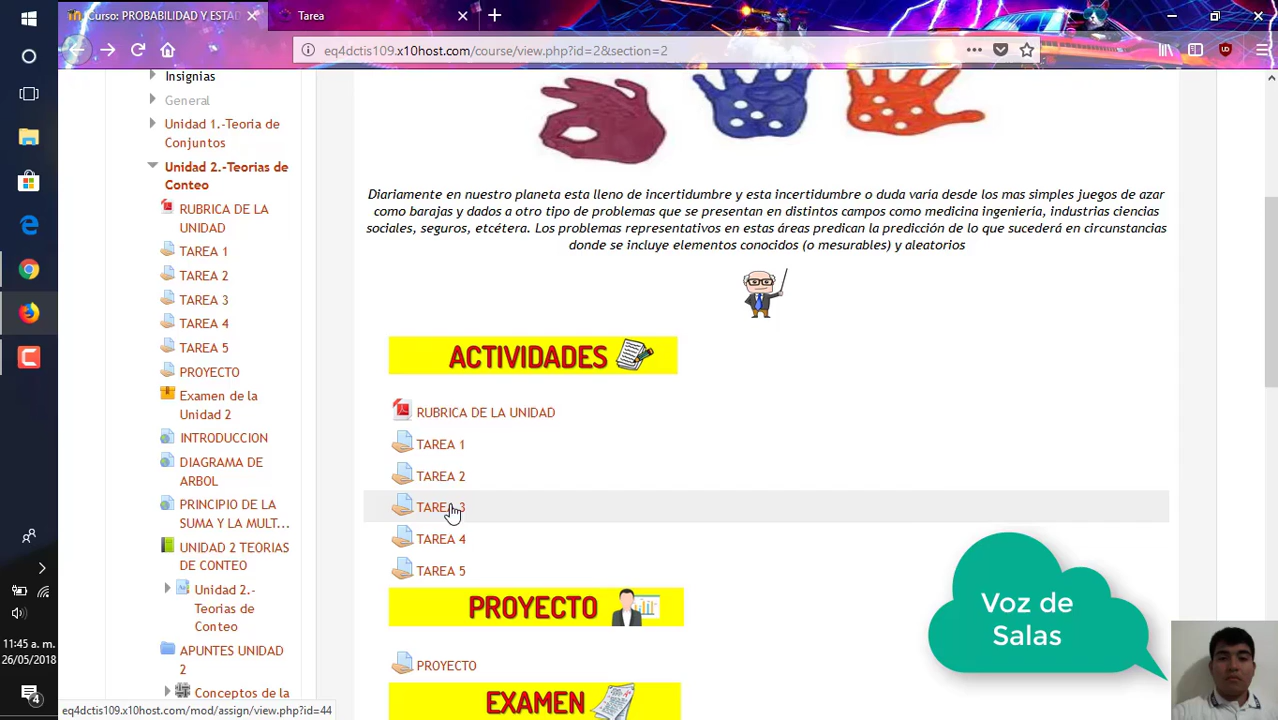 Curso: PROBABILIDAD Y ESTAD
Tarea
eq4dctis109.x10host.com/course/view.php?id=2&section=2
Insignias
General
Unidad 1.-Teoria de
Conjuntos
Unidad 2.-Teorias de
Conteo
RUBRICA DE LA
UNIDAD
TAREA 1
TAREA 2
TAREA 3
TAREA 4
TAREA 5
PROYECTO
Examen de la
Unidad 2
INTRODUCCION
DIAGRAMA DE
ARBOL
PRINCIPIO DE LA
SUMA Y LA MULT...
UNIDAD 2 TEORIAS
DE CONTEO
Unidad 2.-
Teorias de
Conteo
APUNTES UNIDAD
2
Conceptos de la
Diariamente en nuestro planeta esta lleno de incertidumbre y esta incertidumbre o duda varia desde los mas simples juegos de azar
como barajas y dados a otro tipo de problemas que se presentan en distintos campos como medicina ingeniería, industrias ciencias
sociales, seguros, etcétera. Los problemas representativos en estas áreas predican la predicción de lo que sucederá en circunstancias
donde se incluye elementos conocidos (o mesurables) y aleatorios
ACTIVIDADES
RUBRICA DE LA UNIDAD
TAREA 1
TAREA 2
TAREA 3
TAREA 4
TAREA 5
PROYECTO
PROYECTO
EXAMEN
Voz de
Salas
11:45 a. m.
26/05/2018
4
eq4dctis109.x10host.com/mod/assign/view.php?id=44